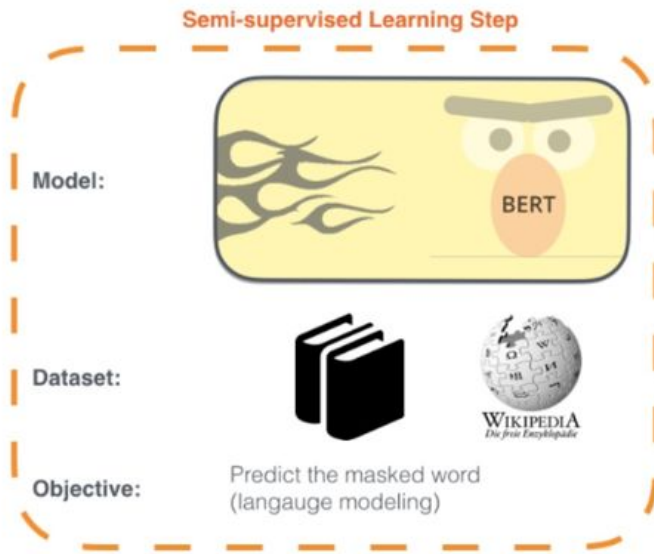 Semi-supervised Learning Step
Model:
BERT
Dataset:
WIKIPEDIA
Die freie Enzyklopädie
Objective:
Predict the masked word
(langauge modeling)